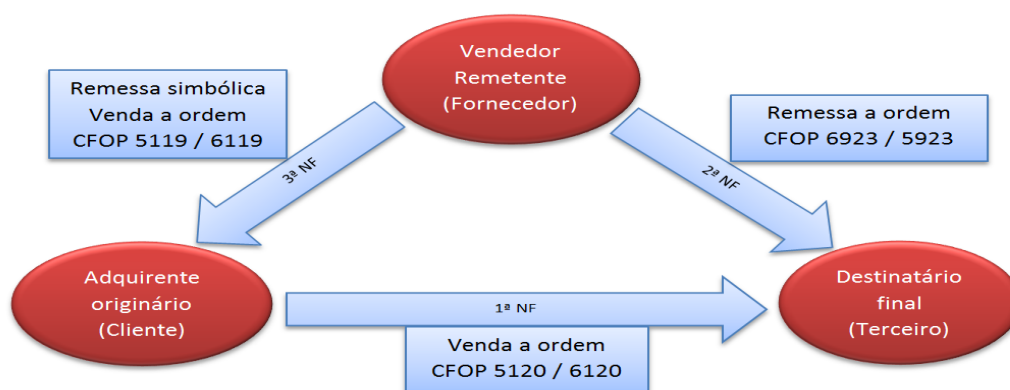 Vendedor
Remetente
(Fornecedor)
Remessa simbólica
Venda a ordem
CFOP 5119 / 6119
Remessa a ordem
CFOP 6923 / 5923
3ª NF
2ª NF
Adquirente
originário
(Cliente)
1ª NF
Destinatário
final
(Terceiro)
Venda a ordem
CFOP 5120 / 6120